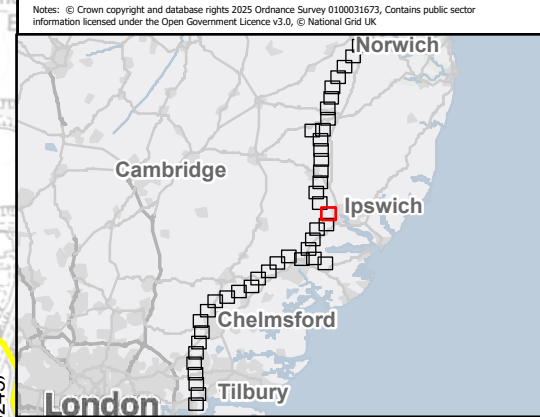 Notes: © Crown copyright and database rights 2025 Ordnance Survey 0100031673, Contains public sector
information licensed under the Open Government Licence v3.0, © National Grid UK
Norwich
Cambridge
Ipswich
Chelmsford
Tilbury
London